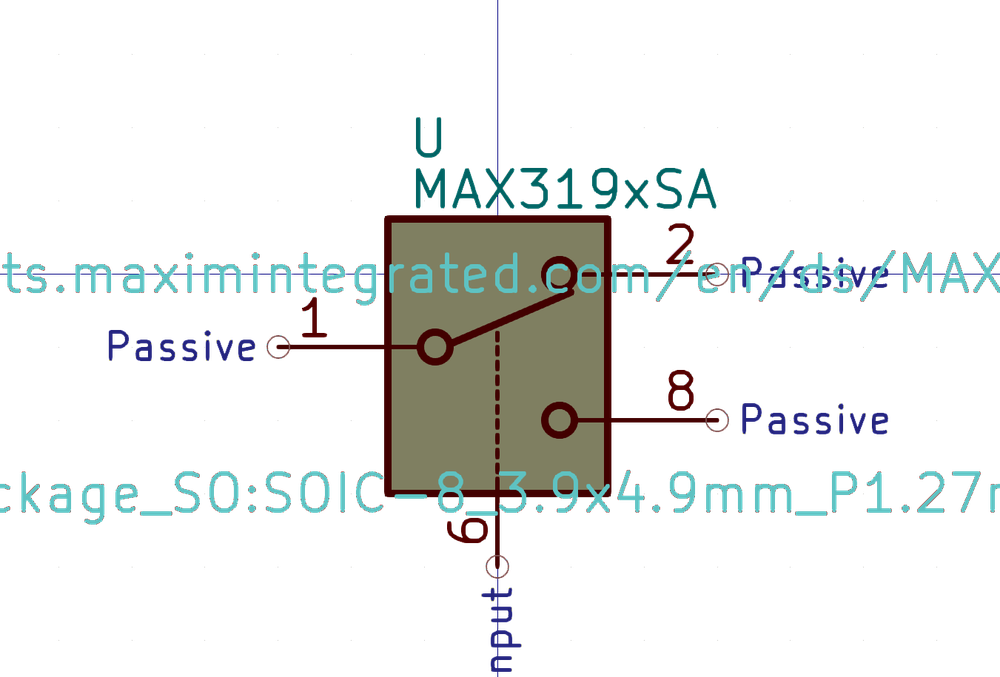 U
MAX319xSA
2
ts.maximintegrated.com/en/ds/MAX
Passive
1
Passive
8
Passive
ckage_SO:SOIC-8_3.9x4.9mm_P1.27
6
nput